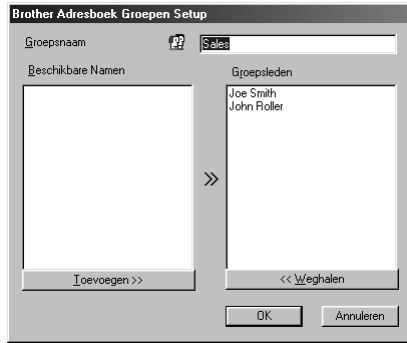 Brother Adresboek Groepen Setup
Groepsnaam
Sales
Beschikbare Namen
Groepsleden
Joe Smith
John Roller
Toevoegen >>
<< Weghalen
OK
Annuleren